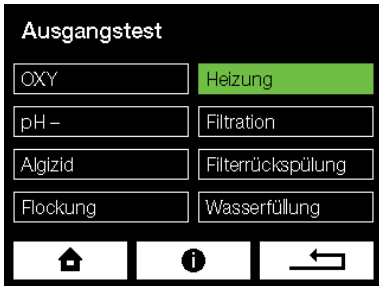 Ausgangstest
OXY
Heizung
pH –
Filtration
Algizid
Filterrückspülung
Flockung
Wasserfüllung